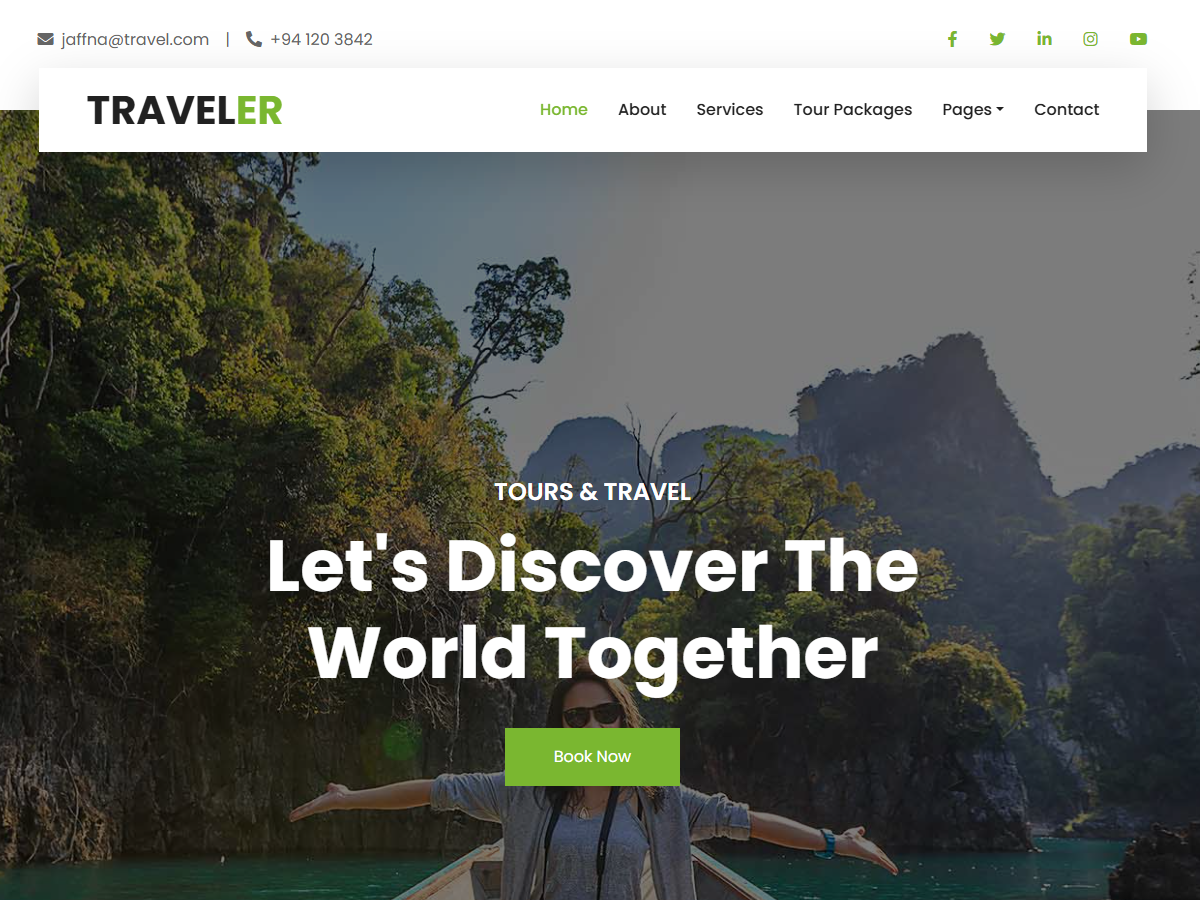 jaffna@travel.com | +94 120 3842
TRAVELER
Home About Services Tour Packages Pages Contact
TOURS & TRAVEL
Let's Discover The
World Together
Book Now